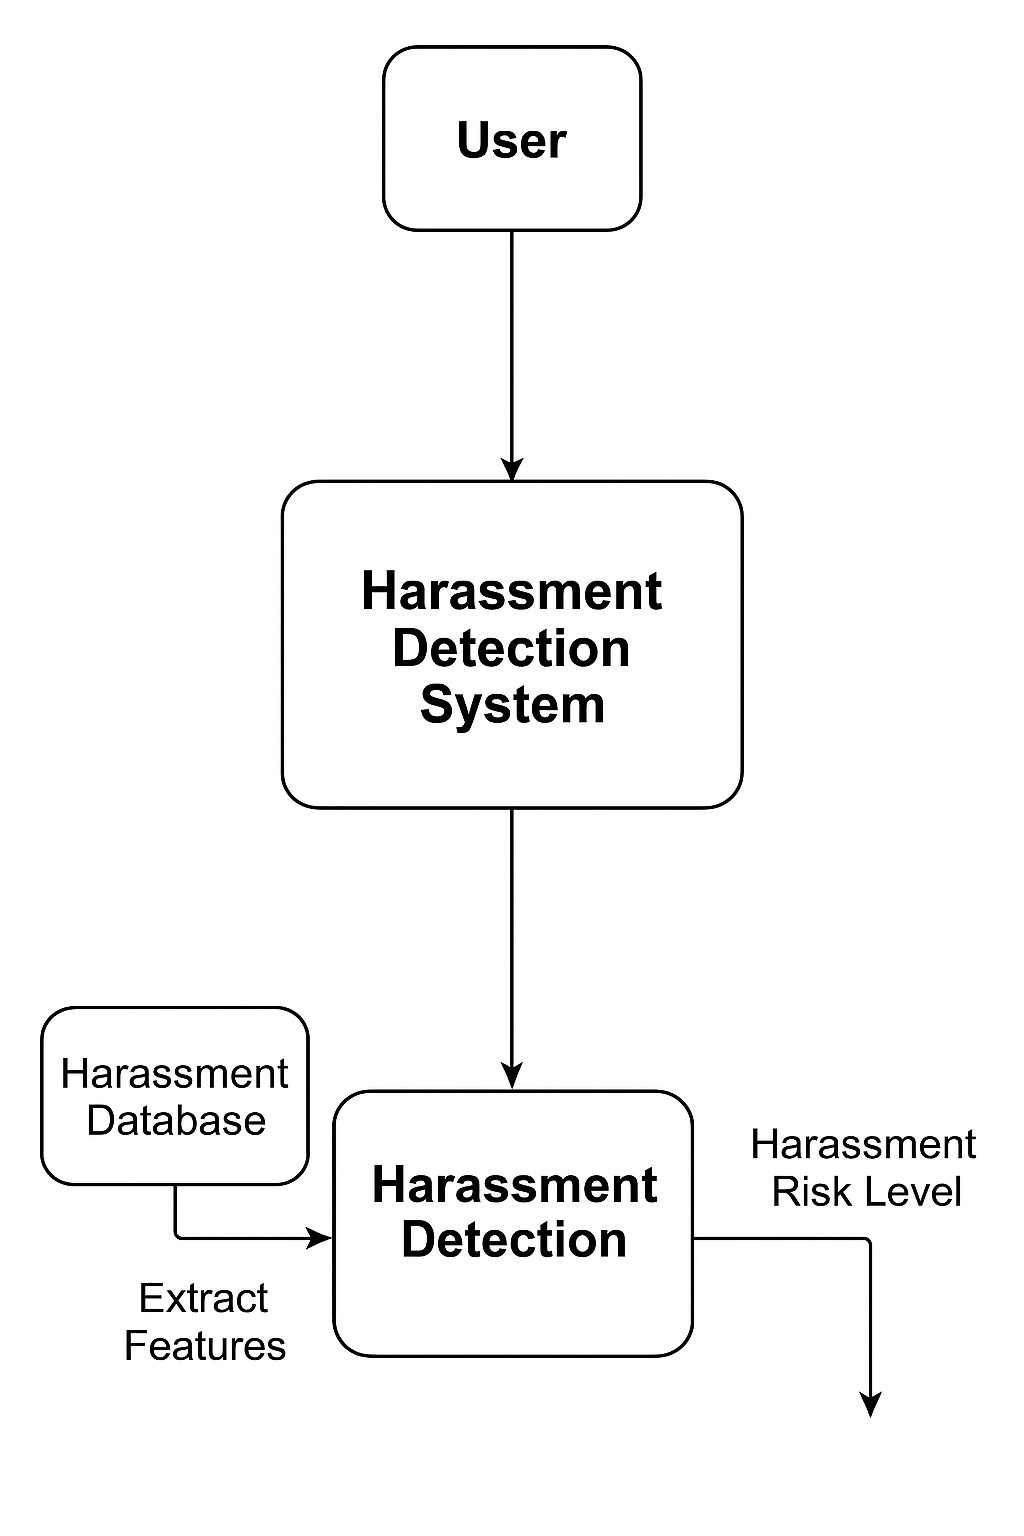 User
Harassment
Detection
System
Harassment
Database
Harassment
Detection
Harassment
Risk Level
Extract
Features